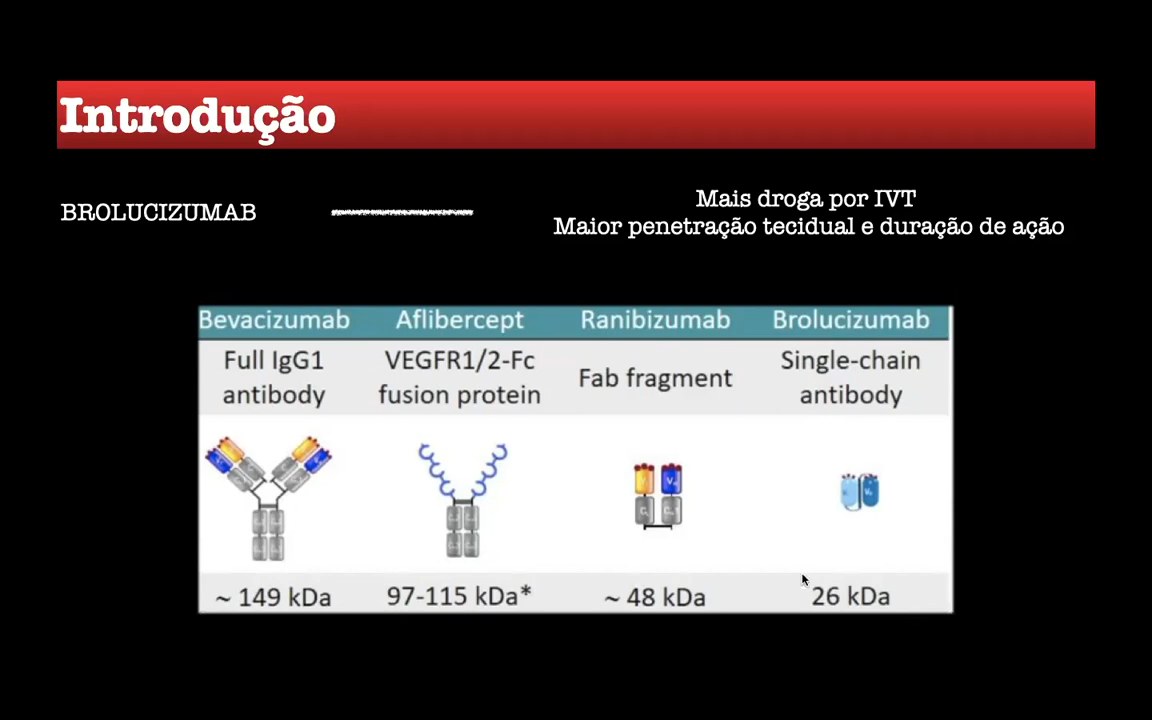 Introdução
BROLUCIZUMAB
Mais droga por IVT
Maior penetração tecidual e duração de ação
Bevacizumab Aflibercept Ranibizumab Brolucizumab
Full IgG1 antibody
VEGFR1/2-Fc fusion protein
Fab fragment
Single-chain antibody
~ 149 kDa 97-115 kDa* ~ 48 kDa 26 kDa